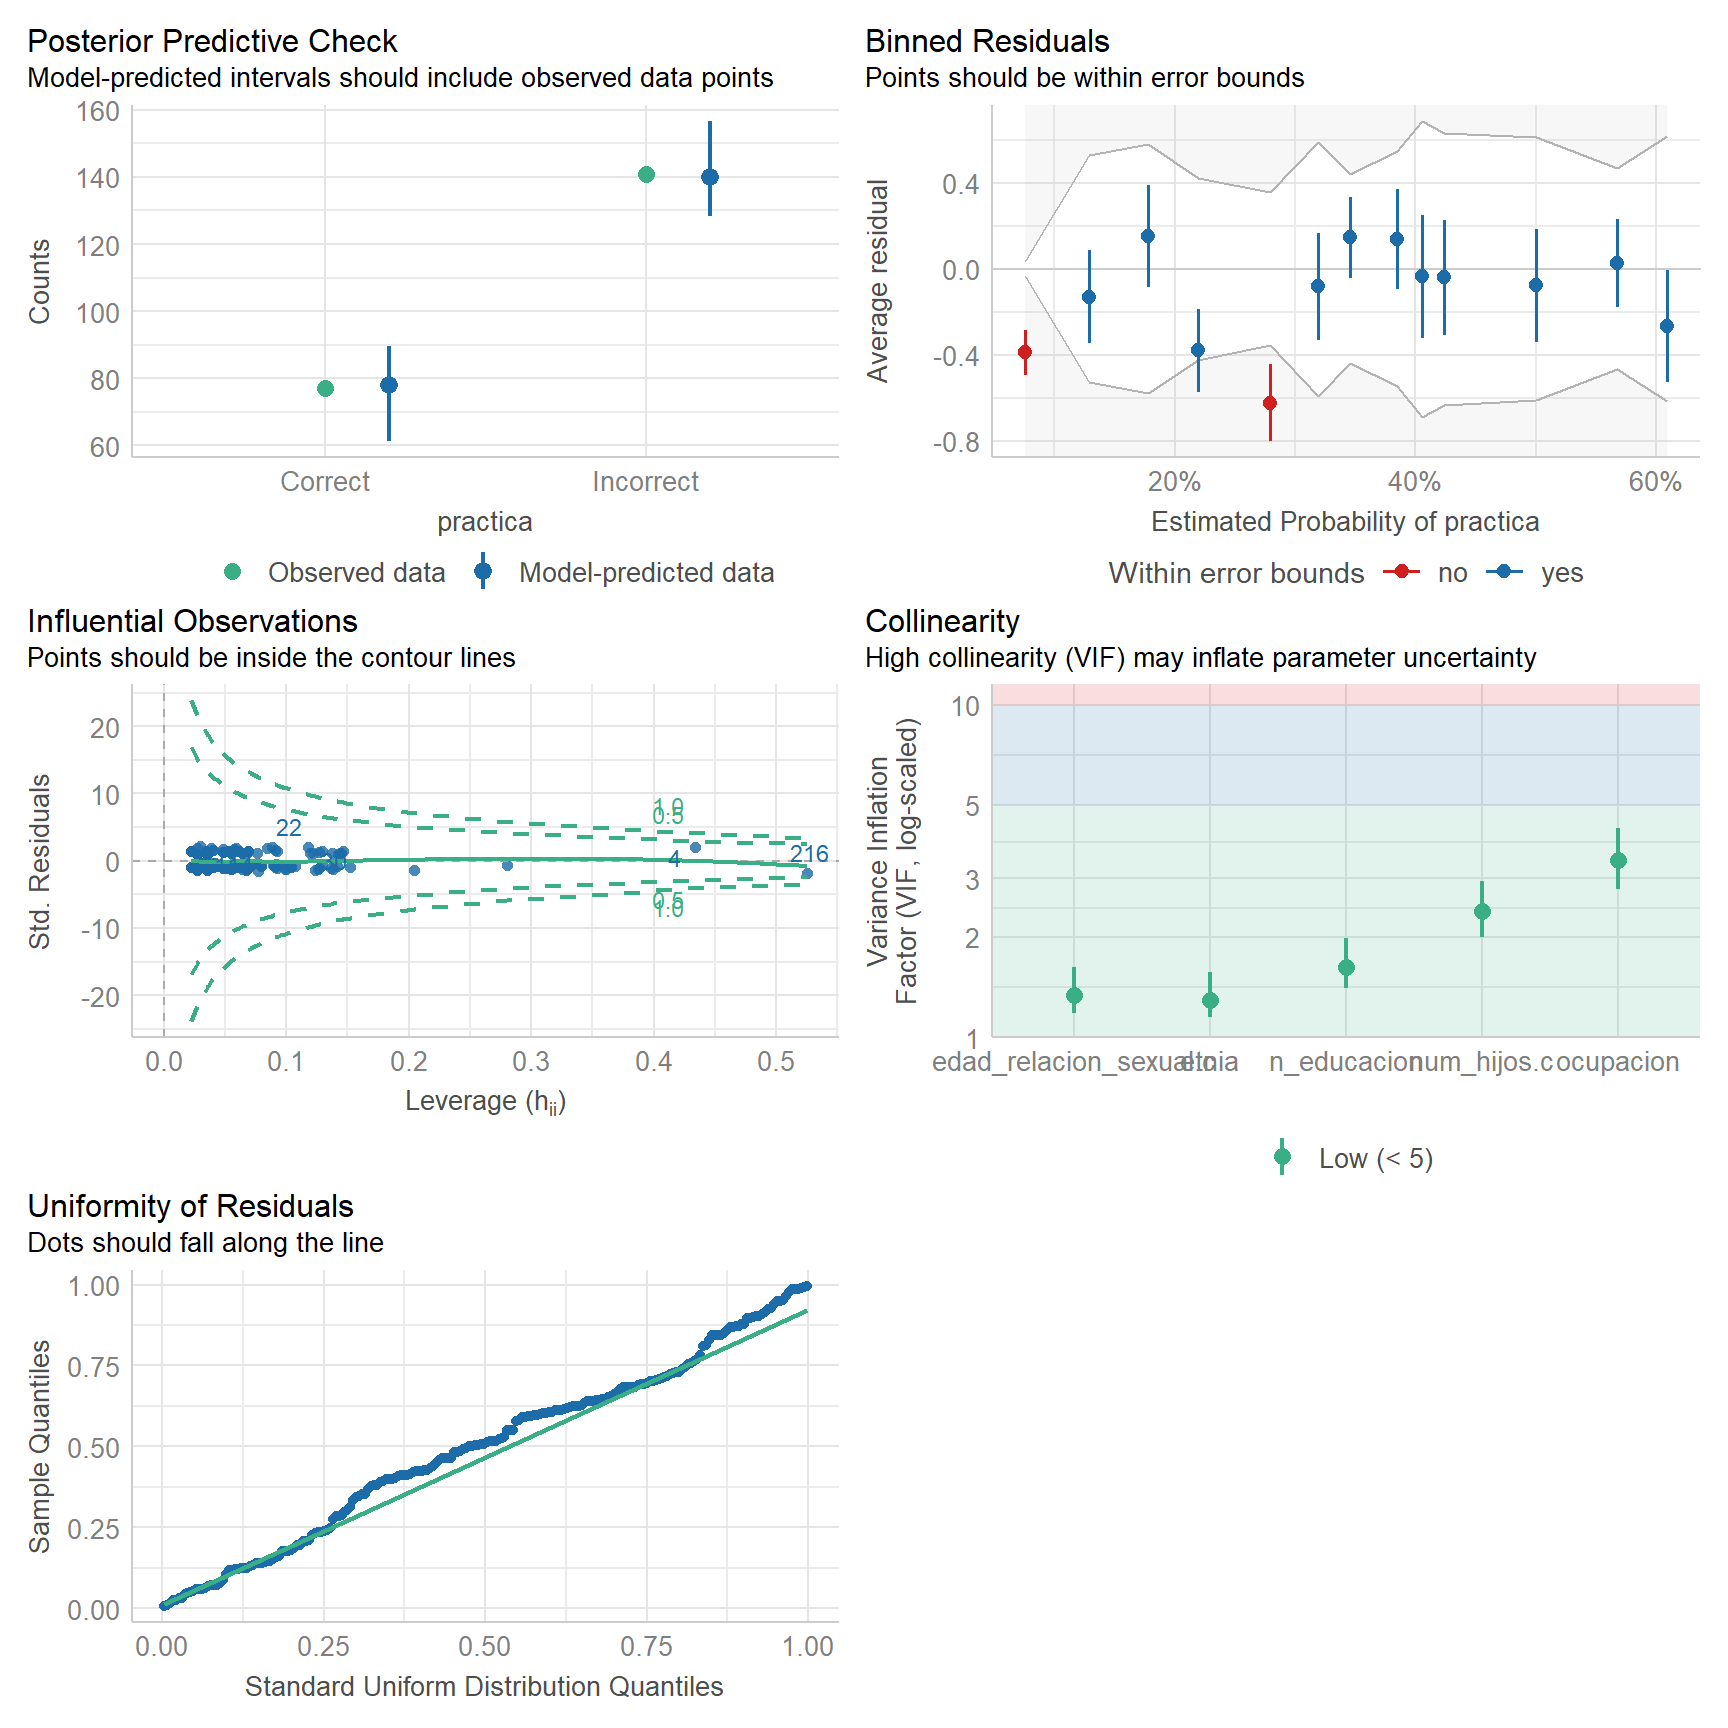 Posterior Predictive Check
Model-predicted intervals should include observed data points
160
140
120
100
80
60
Counts
Correct
Incorrect
practica
Observed data
Model-predicted data
Binned Residuals
Points should be within error bounds
0.4
0.0
-0.4
-0.8
Average residual
20%
40%
60%
Estimated Probability of practica
Within error bounds
no
yes
Influential Observations
Points should be inside the contour lines
20
10
0
-10
-20
Std. Residuals
22
1.0
0.5
4
216
0.5
1.0
0.0
0.1
0.2
0.3
0.4
0.5
Leverage (hii)
Collinearity
High collinearity (VIF) may inflate parameter uncertainty
10
5
3
2
1
Variance Inflation
Factor (VIF, log-scaled)
edad_relacion_sexual.c
etnia
n_educacion
num_hijos.c
ocupacion
Low (< 5)
Uniformity of Residuals
Dots should fall along the line
1.00
0.75
0.50
0.25
0.00
Sample Quantiles
0.00
0.25
0.50
0.75
1.00
Standard Uniform Distribution Quantiles